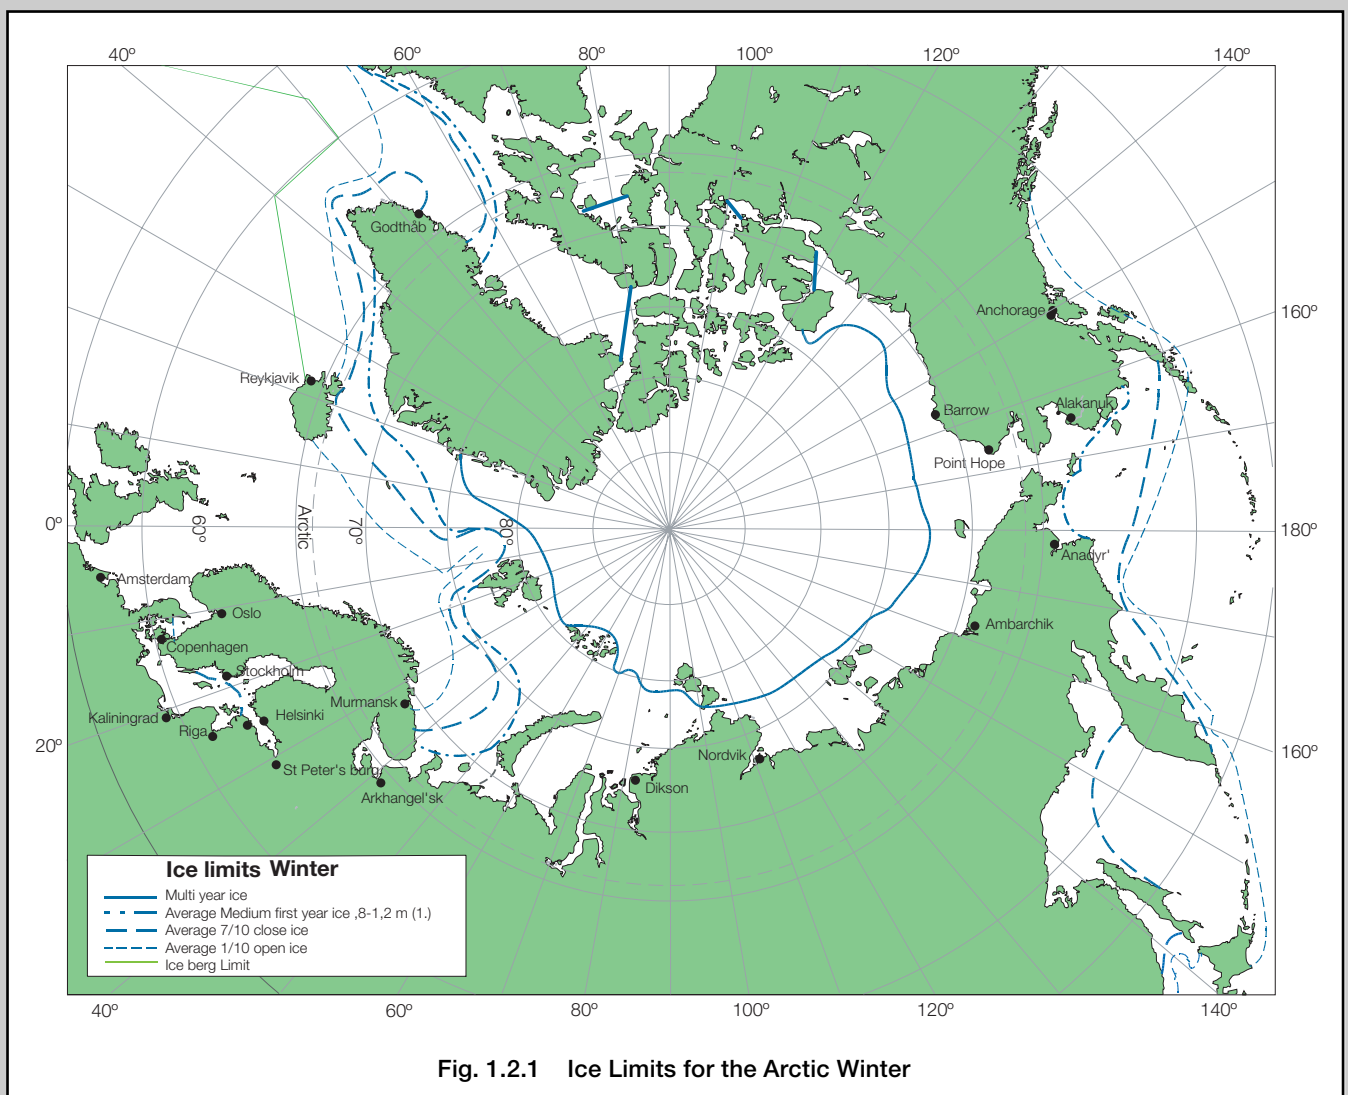 40º 60º 80º 100º 120º 140º
Godthåb
Anchorage
160º
Reykjavik
Barrow
Alakanuk
Point Hope
0º
60º
Arctic
70º
80º
180º
Anadyr'
Amsterdam
Oslo
Ambarchik
Copenhagen
Stockholm
Murmansk
Kaliningrad
Helsinki
Riga
20º
Nordvik
160º
St Peter's burg
Dikson
Arkhangel'sk
Ice limits Winter
Multi year ice
Average Medium first year ice ,8-1,2 m (1.)
Average 7/10 close ice
Average 1/10 open ice
Ice berg Limit
40º 60º 80º 100º 120º 140º
Fig. 1.2.1 Ice Limits for the Arctic Winter